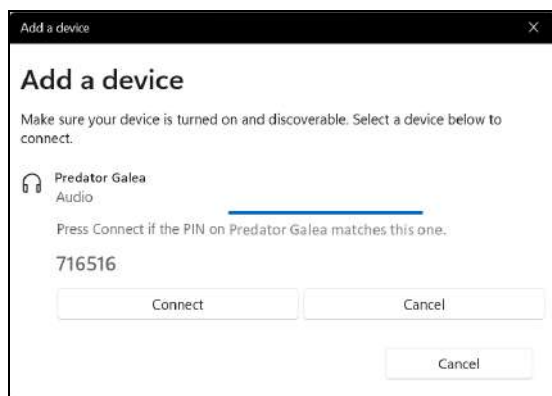 Add a device
Add a device
Make sure your device is turned on and discoverable. Select a device below to
connect.
Predator Galea
Audio
Press Connect if the PIN on Predator Galea matches this one.
716516
Connect Cancel
Cancel